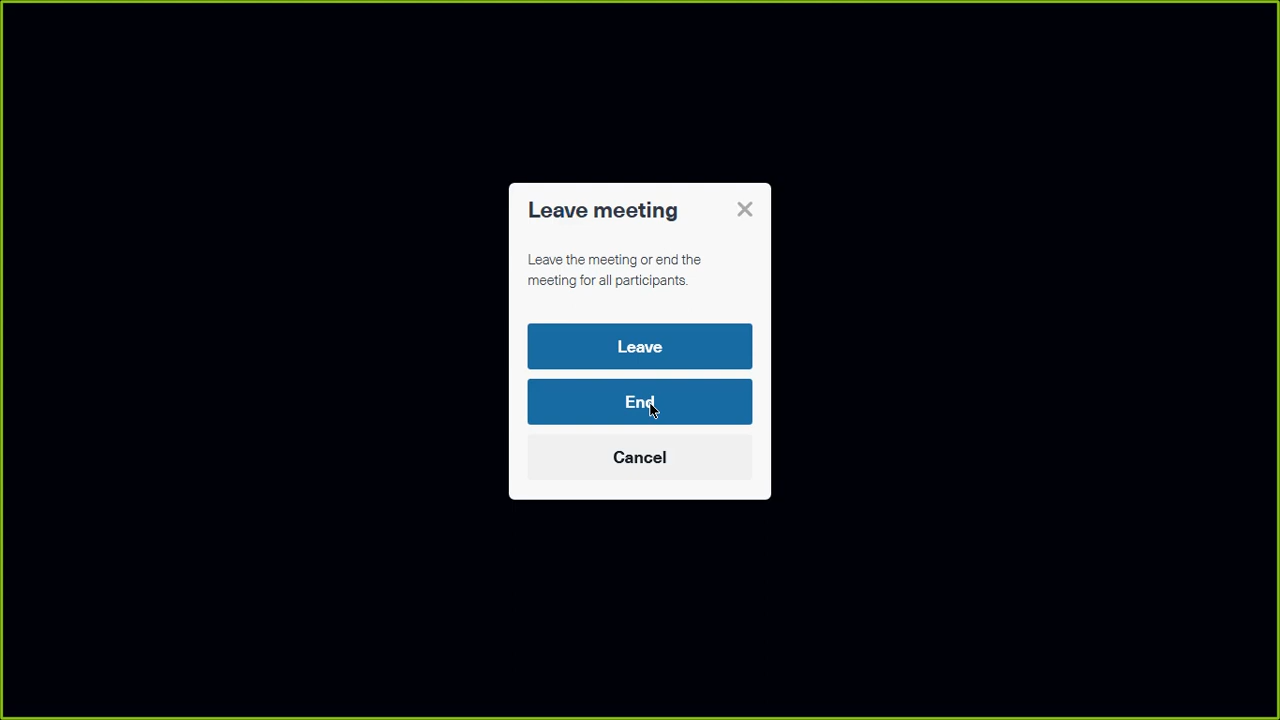 Leave meeting
Leave the meeting or end the
meeting for all participants.
Leave
End
Cancel